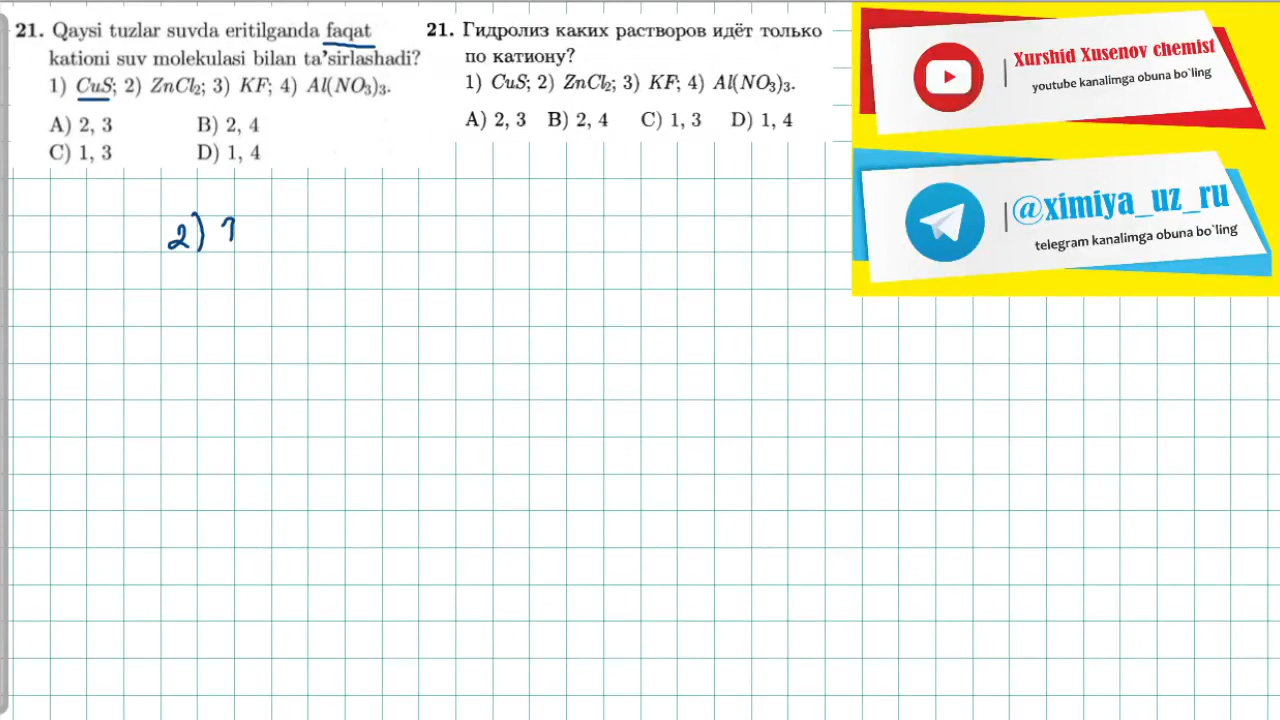 21. Qaysi tuzlar suvda eritilganda faqat
kationi suv molekulasi bilan ta'sirlashadi?
1) CuS; 2) ZnCl₂; 3) KF; 4) Al(NO₃)₃.
A) 2, 3 B) 2, 4
C) 1, 3 D) 1, 4
21. Гидролиз каких растворов идёт только
по катиону?
1) CuS; 2) ZnCl₂; 3) KF; 4) Al(NO₃)₃.
A) 2, 3 B) 2, 4 C) 1, 3 D) 1, 4
Xurshid Xusenov chemist
youtube kanalimga obuna bo`ling
@ximiya_uz_ru
telegram kanalimga obuna bo`ling
2)